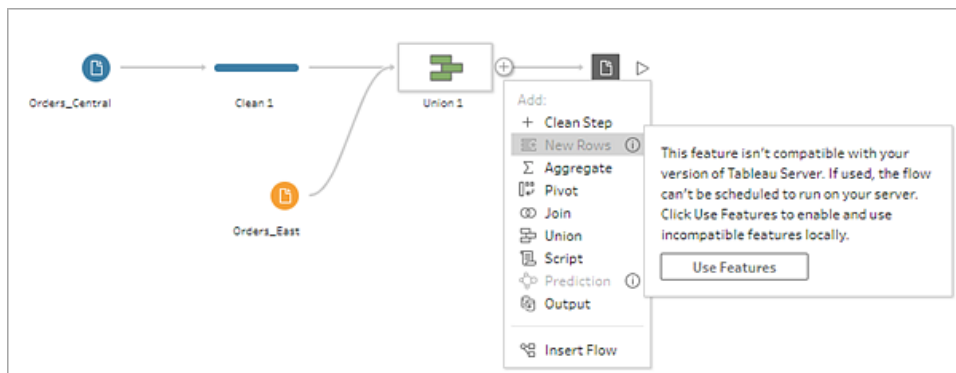 Orders_Central
Clean 1
Union 1
Orders_East
Add:
Clean Step
New Rows
Aggregate
Pivot
Join
Union
Script
Prediction
Output
Insert Flow
This feature isn't compatible with your
version of Tableau Server. If used, the flow
can't be scheduled to run on your server.
Click Use Features to enable and use
incompatible features locally.
Use Features